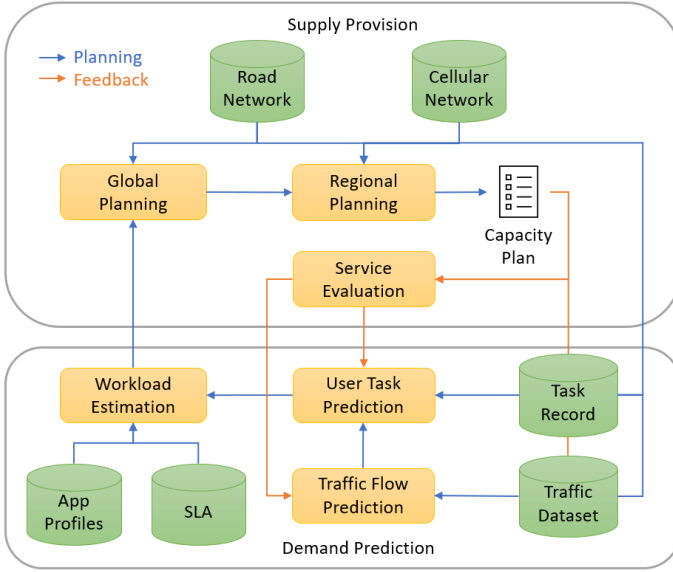 Supply Provision
Planning
Feedback
Road
Network
Cellular
Network
Global
Planning
Regional
Planning
Capacity
Plan
Service
Evaluation
Workload
Estimation
User Task
Prediction
Task
Record
App
Profiles
SLA
Traffic Flow
Prediction
Traffic
Dataset
Demand Prediction